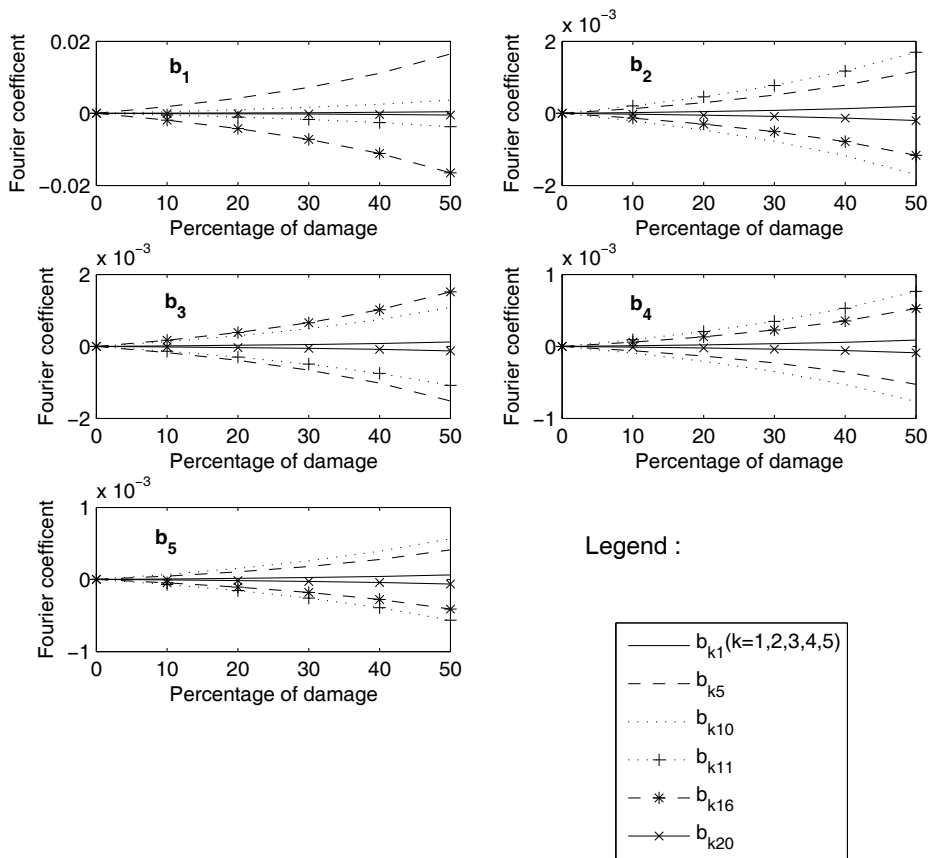 0.02
0
−0.02
Fourier coefficent
b1
0 10 20 30 40 50
Percentage of damage
x 10−3
2
0
−2
Fourier coefficent
b2
0 10 20 30 40 50
Percentage of damage
x 10−3
2
0
−2
Fourier coefficent
b3
0 10 20 30 40 50
Percentage of damage
x 10−3
1
0
−1
Fourier coefficent
b4
0 10 20 30 40 50
Percentage of damage
x 10−3
1
0
−1
Fourier coefficent
b5
0 10 20 30 40 50
Percentage of damage
Legend :
bk1(k=1,2,3,4,5)
bk5
bk10
bk11
bk16
bk20